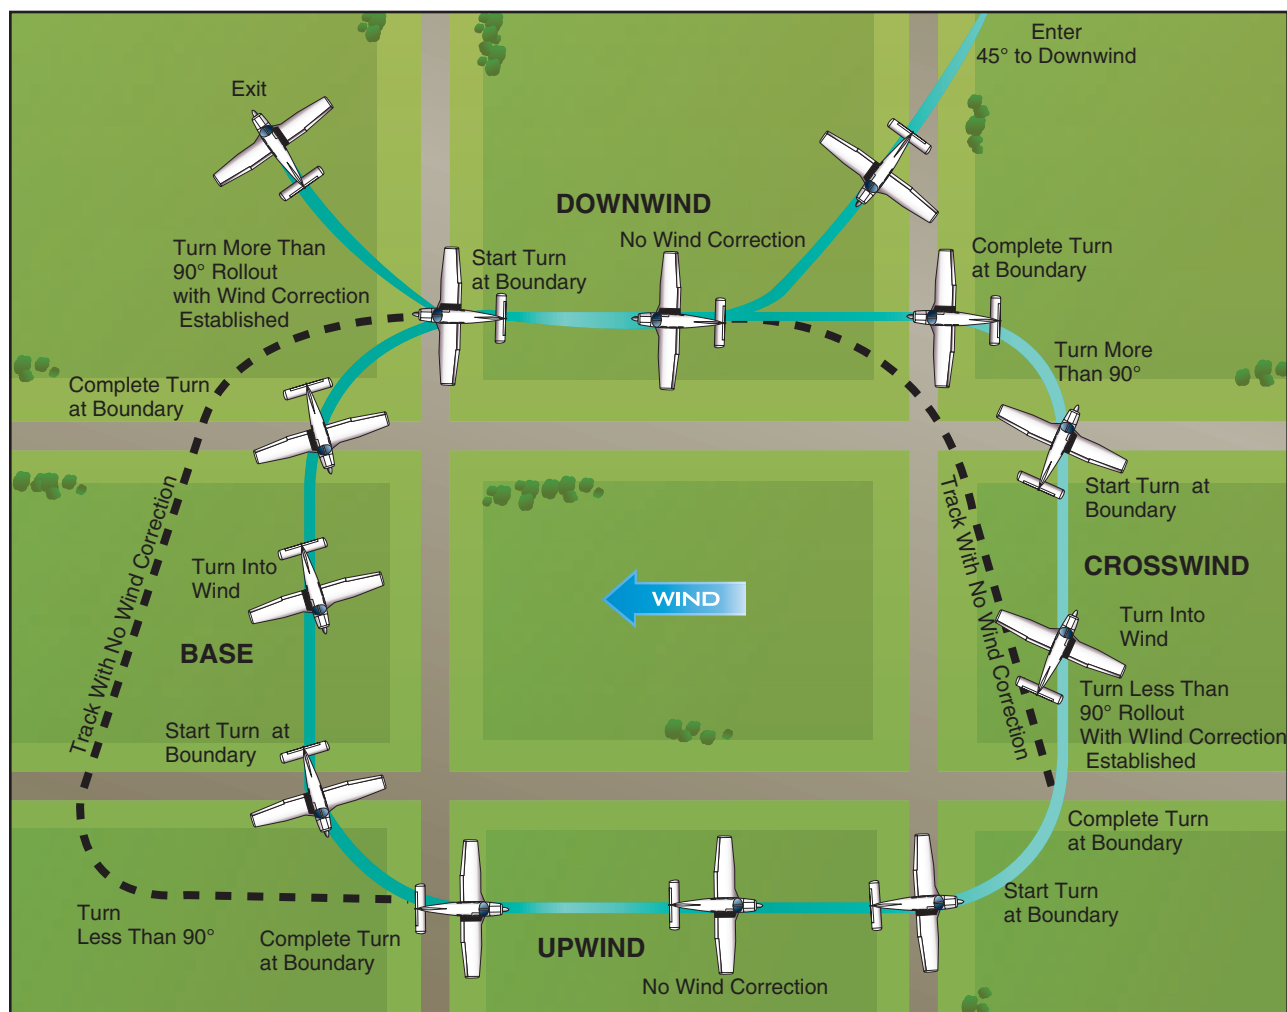 Enter
45° to Downwind
Exit
DOWNWIND
No Wind Correction
Turn More Than
90° Rollout
with Wind Correction
Established
Start Turn
at Boundary
Complete Turn
at Boundary
Turn More
Than 90°
Complete Turn
at Boundary
Start Turn at
Boundary
Track With No Wind Correction
Track With No Wind Correction
Turn Into
Wind
WIND
CROSSWIND
Turn Into
Wind
BASE
Turn Less Than
90° Rollout
With WIind Correction
Established
Start Turn at
Boundary
Complete Turn
at Boundary
Start Turn
at Boundary
Turn
Less Than 90°
Complete Turn
at Boundary
UPWIND
No Wind Correction